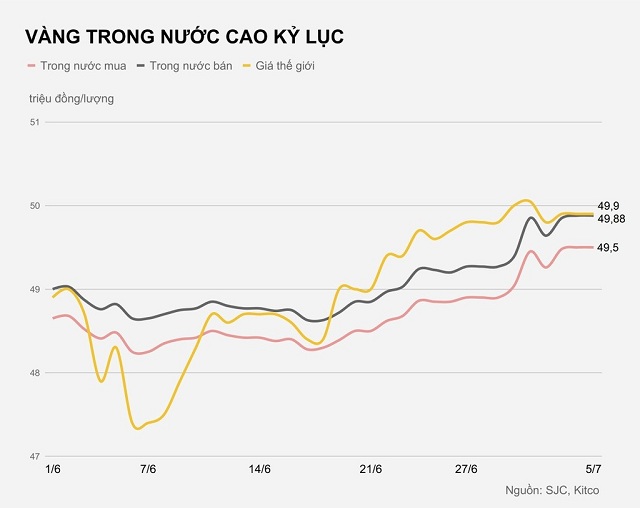 VÀNG TRONG NƯỚC CAO KỶ LỤC
Trong nước mua Trong nước bán Giá thế giới
triệu đồng/lượng
51
50
49
48
47
49,9
49,88
49,5
1/6 7/6 14/6 21/6 27/6 5/7
Nguồn: SJC, Kitco